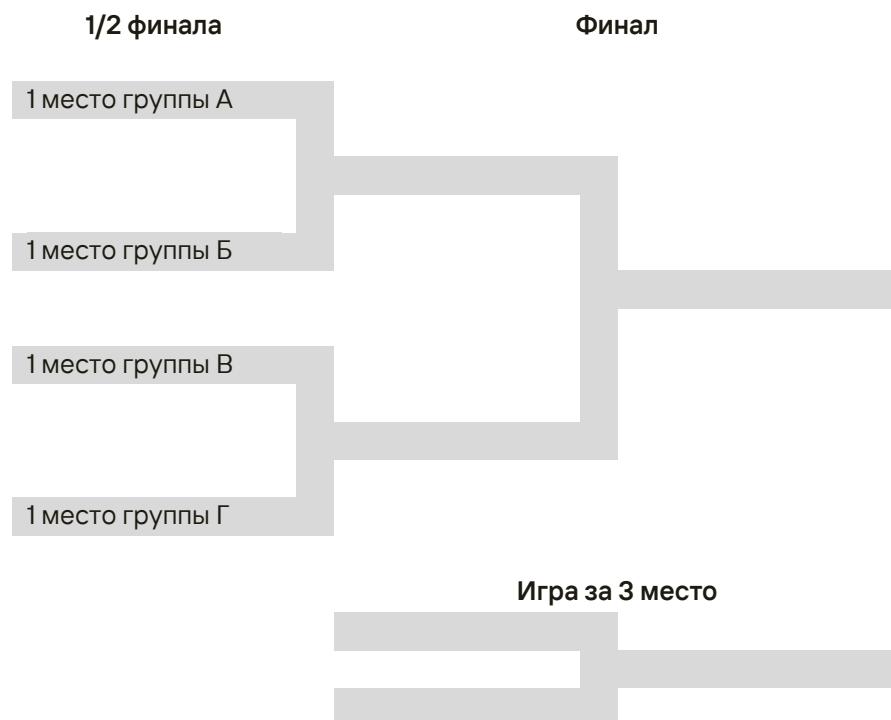 1/2 финала
Финал
1 место группы А
1 место группы Б
1 место группы В
1 место группы Г
Игра за 3 место